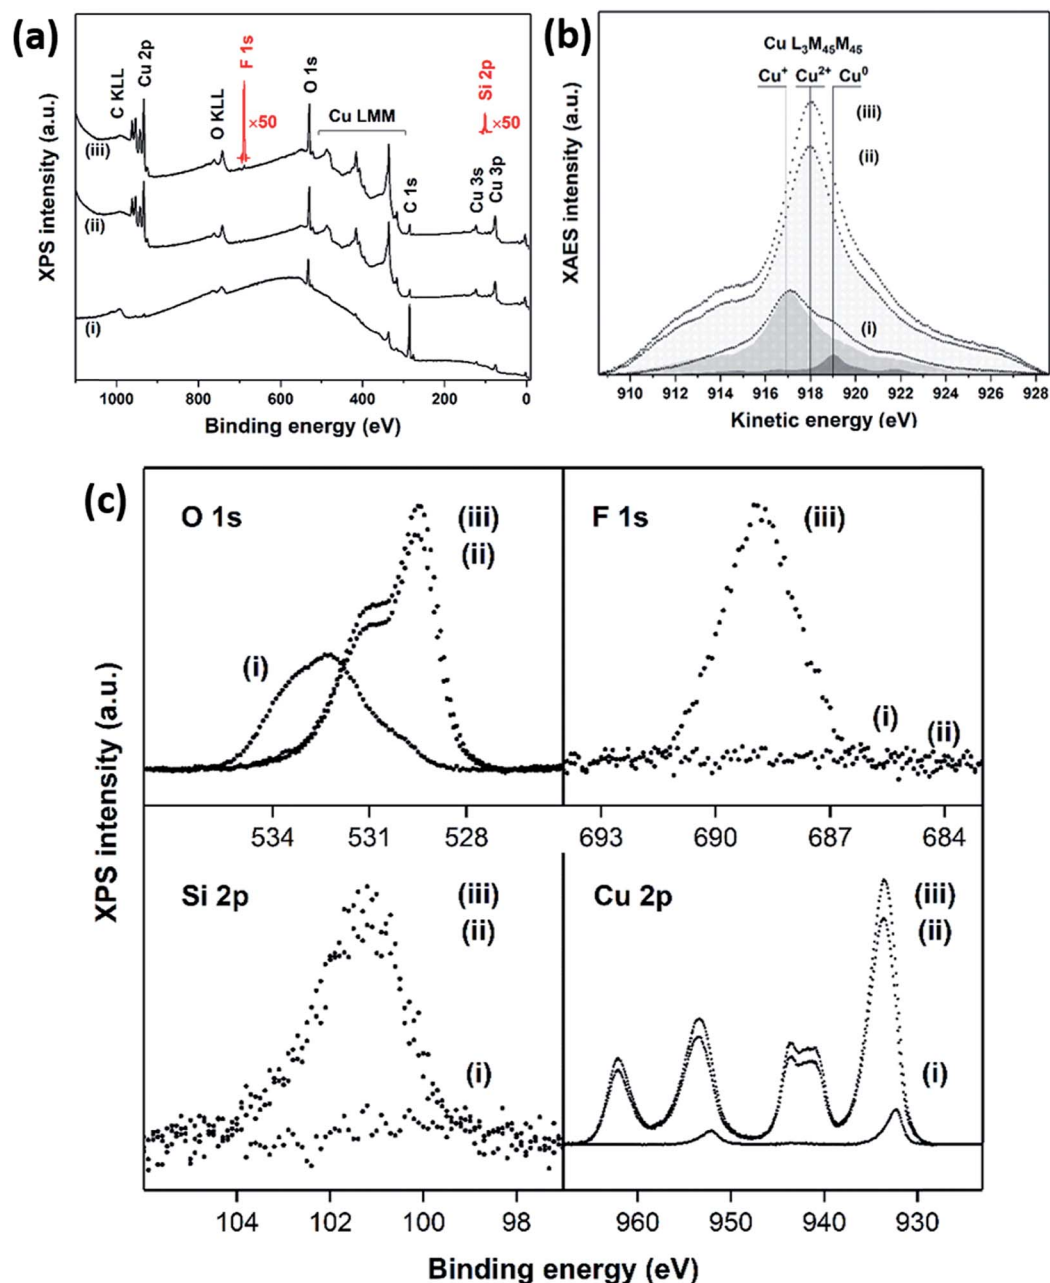 (a)
XPS intensity (a.u.)
C KLL
Cu 2p
O KLL
F 1s
×50
O 1s
Cu LMM
C 1s
Si 2p
×50
Cu 3s
Cu 3p
(iii)
(ii)
(i)
1000 800 600 400 200 0
Binding energy (eV)
(b)
XAES intensity (a.u.)
Cu L₃M₄₅M₄₅
Cu⁺ Cu²⁺ Cu⁰
(iii)
(ii)
(i)
910 912 914 916 918 920 922 924 926 928
Kinetic energy (eV)
(c)
XPS intensity (a.u.)
O 1s
(iii)
(ii)
(i)
534 531 528
F 1s
(iii)
(i)
(ii)
693 690 687 684
Si 2p
(iii)
(ii)
(i)
104 102 100 98
Cu 2p
(iii)
(ii)
(i)
960 950 940 930
Binding energy (eV)